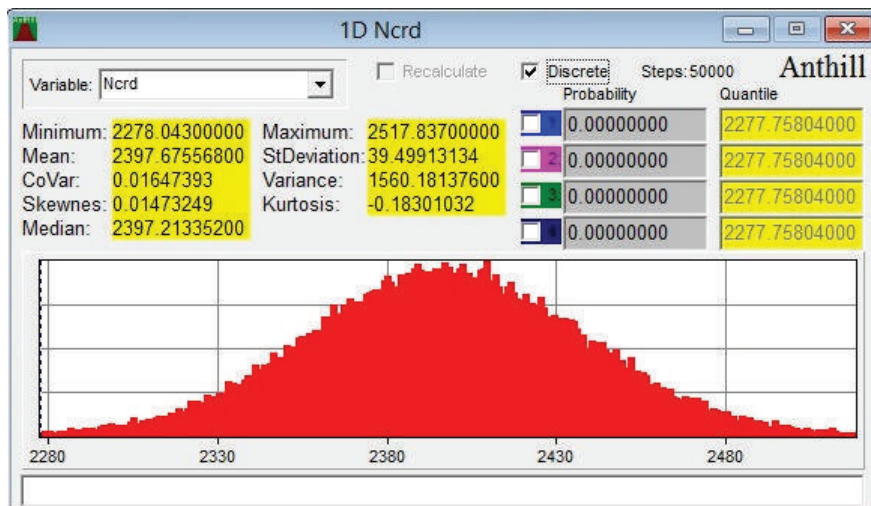 1D Ncrd
Variable: Ncrd Recalculate Discrete Steps:50000 Anthill
Probability Quantile
Minimum: 2278.04300000 Maximum: 2517.83700000 1 0.00000000 2277.75804000
Mean: 2397.67556800 StDeviation: 39.49913134 2 0.00000000 2277.75804000
CoVar: 0.01647393 Variance: 1560.18137600
Skewnes: 0.01473249 Kurtosis: -0.18301032 3 0.00000000 2277.75804000
Median: 2397.21335200 4 0.00000000 2277.75804000
2280 2330 2380 2430 2480